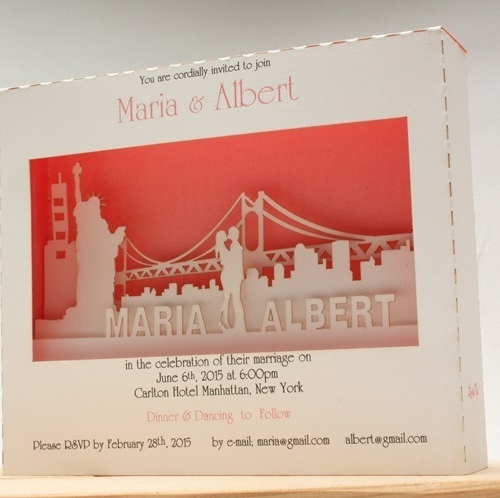 You are cordially invited to join
Maria & Albert
MARIA ALBERT
in the celebration of their marriage on
June 6th, 2015 at 6:00pm
Carlton Hotel Manhattan, New York
Dinner & Dancing to Follow
Please RSVP by February 28th, 2015 by e-mail; maria@gmail.com albert@gmail.com